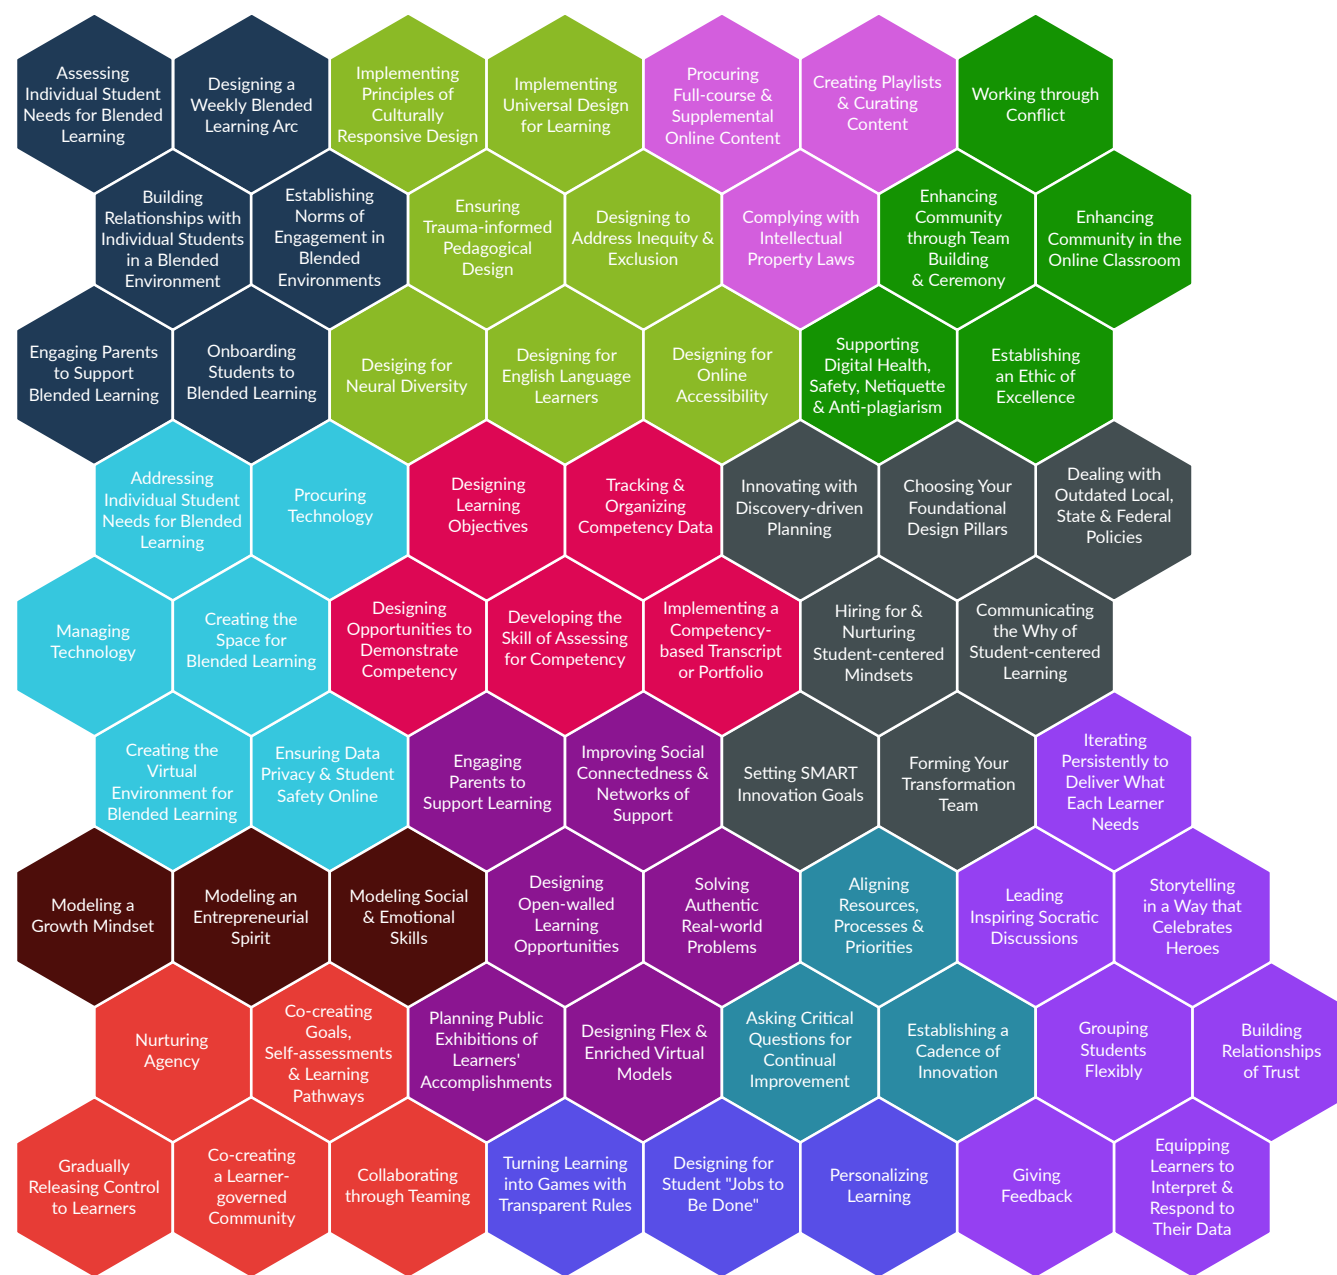 Assessing
Individual Student
Needs for Blended
Learning
Designing a
Weekly Blended
Learning Arc
Implementing
Principles of
Culturally
Responsive Design
Implementing
Universal Design
for Learning
Procuring
Full-course &
Supplemental
Online Content
Creating Playlists
& Curating
Content
Working through
Conflict
Building
Relationships with
Individual Students
in a Blended
Environment
Establishing
Norms of
Engagement in
Blended
Environments
Ensuring
Trauma-informed
Pedagogical
Design
Designing to
Address Inequity &
Exclusion
Complying with
Intellectual
Property Laws
Enhancing
Community
through Team
Building
& Ceremony
Enhancing
Community in the
Online Classroom
Engaging Parents
to Support
Blended Learning
Onboarding
Students to
Blended Learning
Desiging for
Neural Diversity
Designing for
English Language
Learners
Designing for
Online
Accessibility
Supporting
Digital Health,
Safety, Netiquette
& Anti-plagiarism
Establishing
an Ethic of
Excellence
Addressing
Individual Student
Needs for Blended
Learning
Procuring
Technology
Designing
Learning
Objectives
Tracking &
Organizing
Competency Data
Innovating with
Discovery-driven
Planning
Choosing Your
Foundational
Design Pillars
Dealing with
Outdated Local,
State & Federal
Policies
Managing
Technology
Creating the
Space for
Blended Learning
Designing
Opportunities to
Demonstrate
Competency
Developing the
Skill of Assessing
for Competency
Implementing a
Competency-
based Transcript
or Portfolio
Hiring for &
Nurturing
Student-centered
Mindsets
Communicating
the Why of
Student-centered
Learning
Creating the
Virtual
Environment for
Blended Learning
Ensuring Data
Privacy & Student
Safety Online
Engaging
Parents to
Support Learning
Improving Social
Connectedness &
Networks of
Support
Setting SMART
Innovation Goals
Forming Your
Transformation
Team
Iterating
Persistently to
Deliver What
Each Learner
Needs
Modeling a
Growth Mindset
Modeling an
Entrepreneurial
Spirit
Modeling Social
& Emotional
Skills
Designing
Open-walled
Learning
Opportunities
Solving
Authentic
Real-world
Problems
Aligning
Resources,
Processes &
Priorities
Leading
Inspiring Socratic
Discussions
Storytelling
in a Way that
Celebrates
Heroes
Nurturing
Agency
Co-creating
Goals,
Self-assessments
& Learning
Pathways
Planning Public
Exhibitions of
Learners'
Accomplishments
Designing Flex &
Enriched Virtual
Models
Asking Critical
Questions for
Continual
Improvement
Establishing a
Cadence of
Innovation
Grouping
Students
Flexibly
Building
Relationships
of Trust
Gradually
Releasing Control
to Learners
Co-creating
a Learner-
governed
Community
Collaborating
through Teaming
Turning Learning
into Games with
Transparent Rules
Designing for
Student "Jobs to
Be Done"
Personalizing
Learning
Giving
Feedback
Equipping
Learners to
Interpret &
Respond to
Their Data